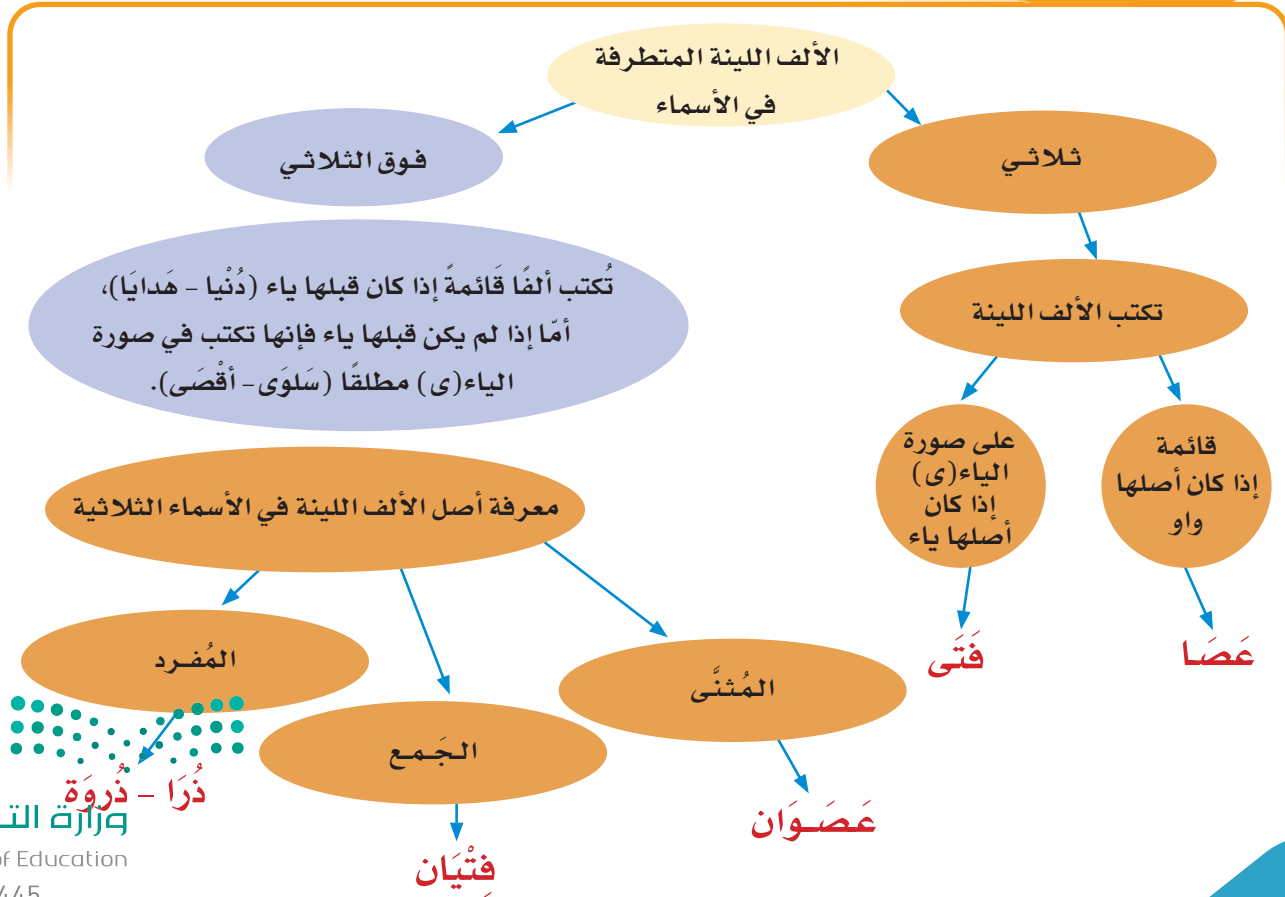 الألف اللينة المتطرفة
في الأسماء
ثلاثي
فوق الثلاثي
تكتب الألف اللينة
قائمة
إذا كان أصلها
واو
على صورة
الياء(ى)
إذا كان
أصلها ياء
عَصَا
فَتَى
تُكتب ألفًا قَائمةً إذا كان قبلها ياء (دُنْيا - هَدايَا)،
أمّا إذا لم يكن قبلها ياء فإنها تكتب في صورة
الياء(ى) مطلقًا (سَلوَى- أقْصَى).
معرفة أصل الألف اللينة في الأسماء الثلاثية
المُثنَّى
الجَمع
المُفرد
عَصَوَان
فِتْيَان
ذُرَا - ذُروَة
وزارة التـ
of Education
445